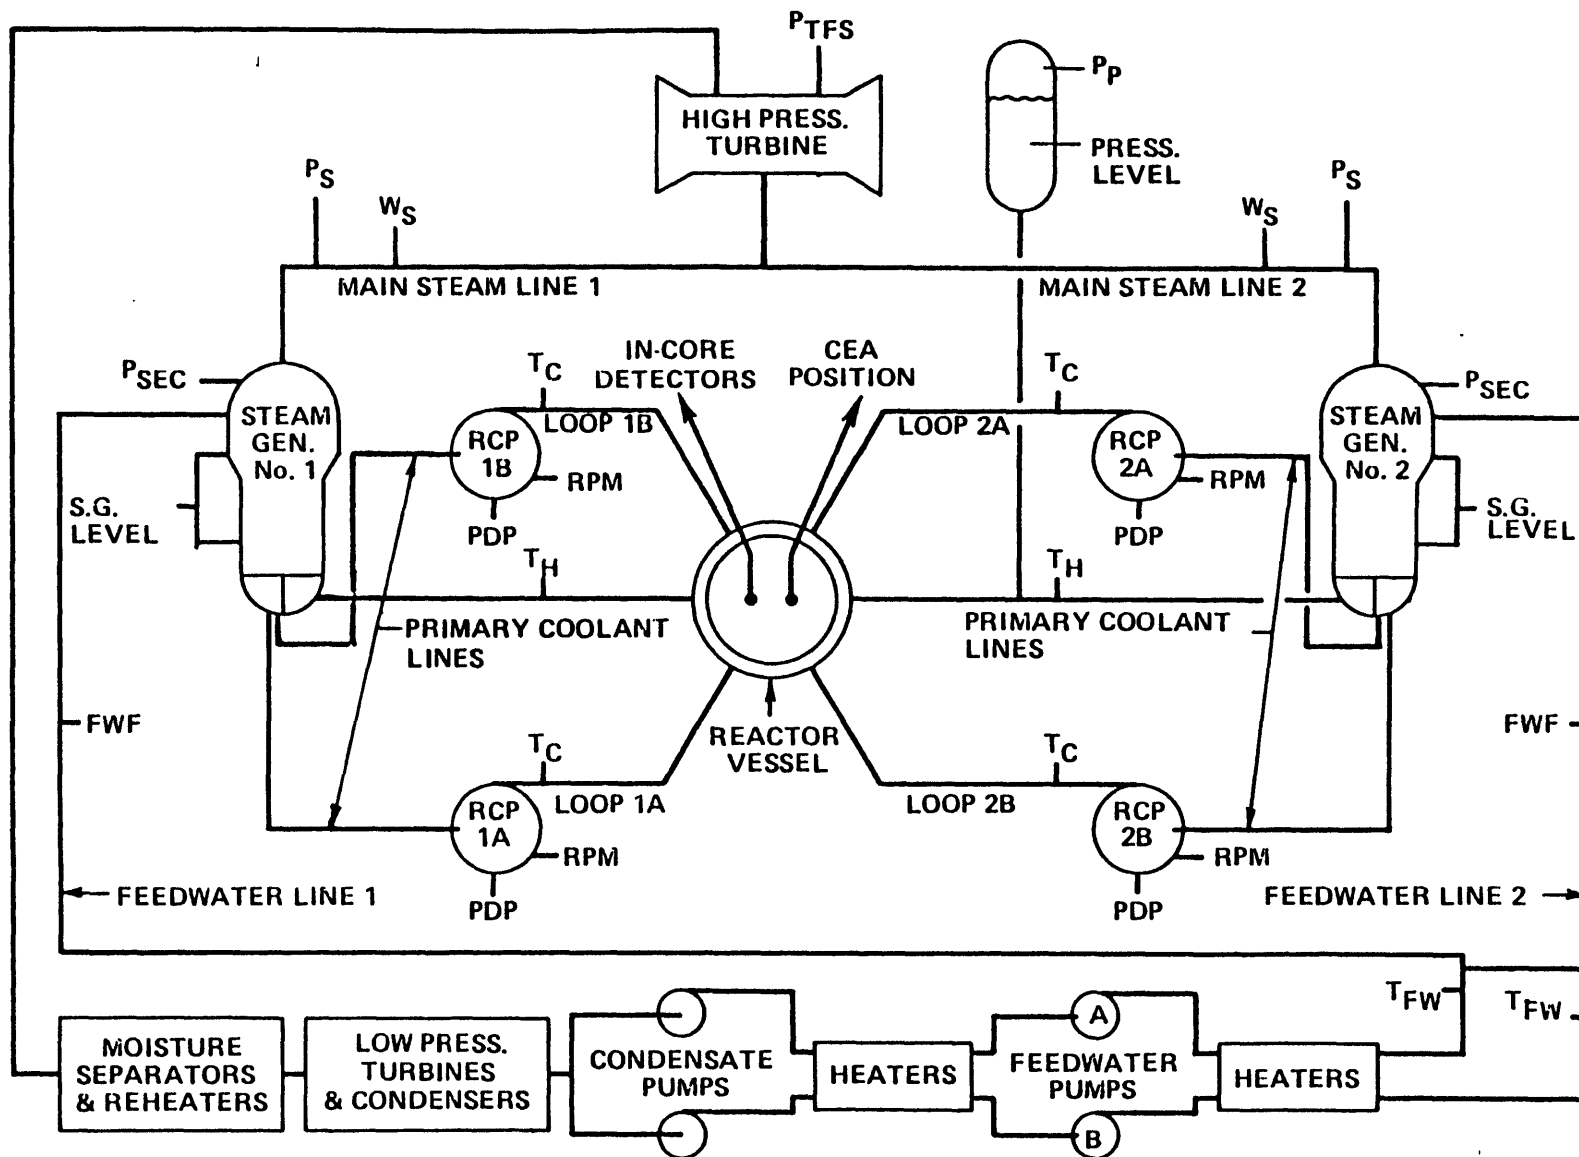 PTFS
HIGH PRESS.
TURBINE
PP
PRESS.
LEVEL
PS
WS
WS
PS
MAIN STEAM LINE 1
MAIN STEAM LINE 2
PSEC
STEAM
GEN.
No. 1
S.G.
LEVEL
TC
LOOP 1B
RCP
1B
RPM
PDP
IN-CORE
DETECTORS
CEA
POSITION
TC
LOOP 2A
RCP
2A
RPM
PDP
PSEC
STEAM
GEN.
No. 2
S.G.
LEVEL
TH
TH
PRIMARY COOLANT
LINES
PRIMARY COOLANT
LINES
REACTOR
VESSEL
FWF
FWF
TC
LOOP 1A
RCP
1A
RPM
PDP
TC
LOOP 2B
RCP
2B
RPM
PDP
FEEDWATER LINE 1
FEEDWATER LINE 2
TFW
TFW
MOISTURE
SEPARATORS
& REHEATERS
LOW PRESS.
TURBINES
& CONDENSERS
CONDENSATE
PUMPS
HEATERS
A
FEEDWATER
PUMPS
B
HEATERS